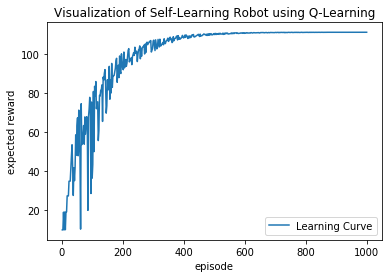 Visualization of Self-Learning Robot using Q-Learning
expected reward
100
80
60
40
20
0
200
400
600
800
1000
episode
Learning Curve